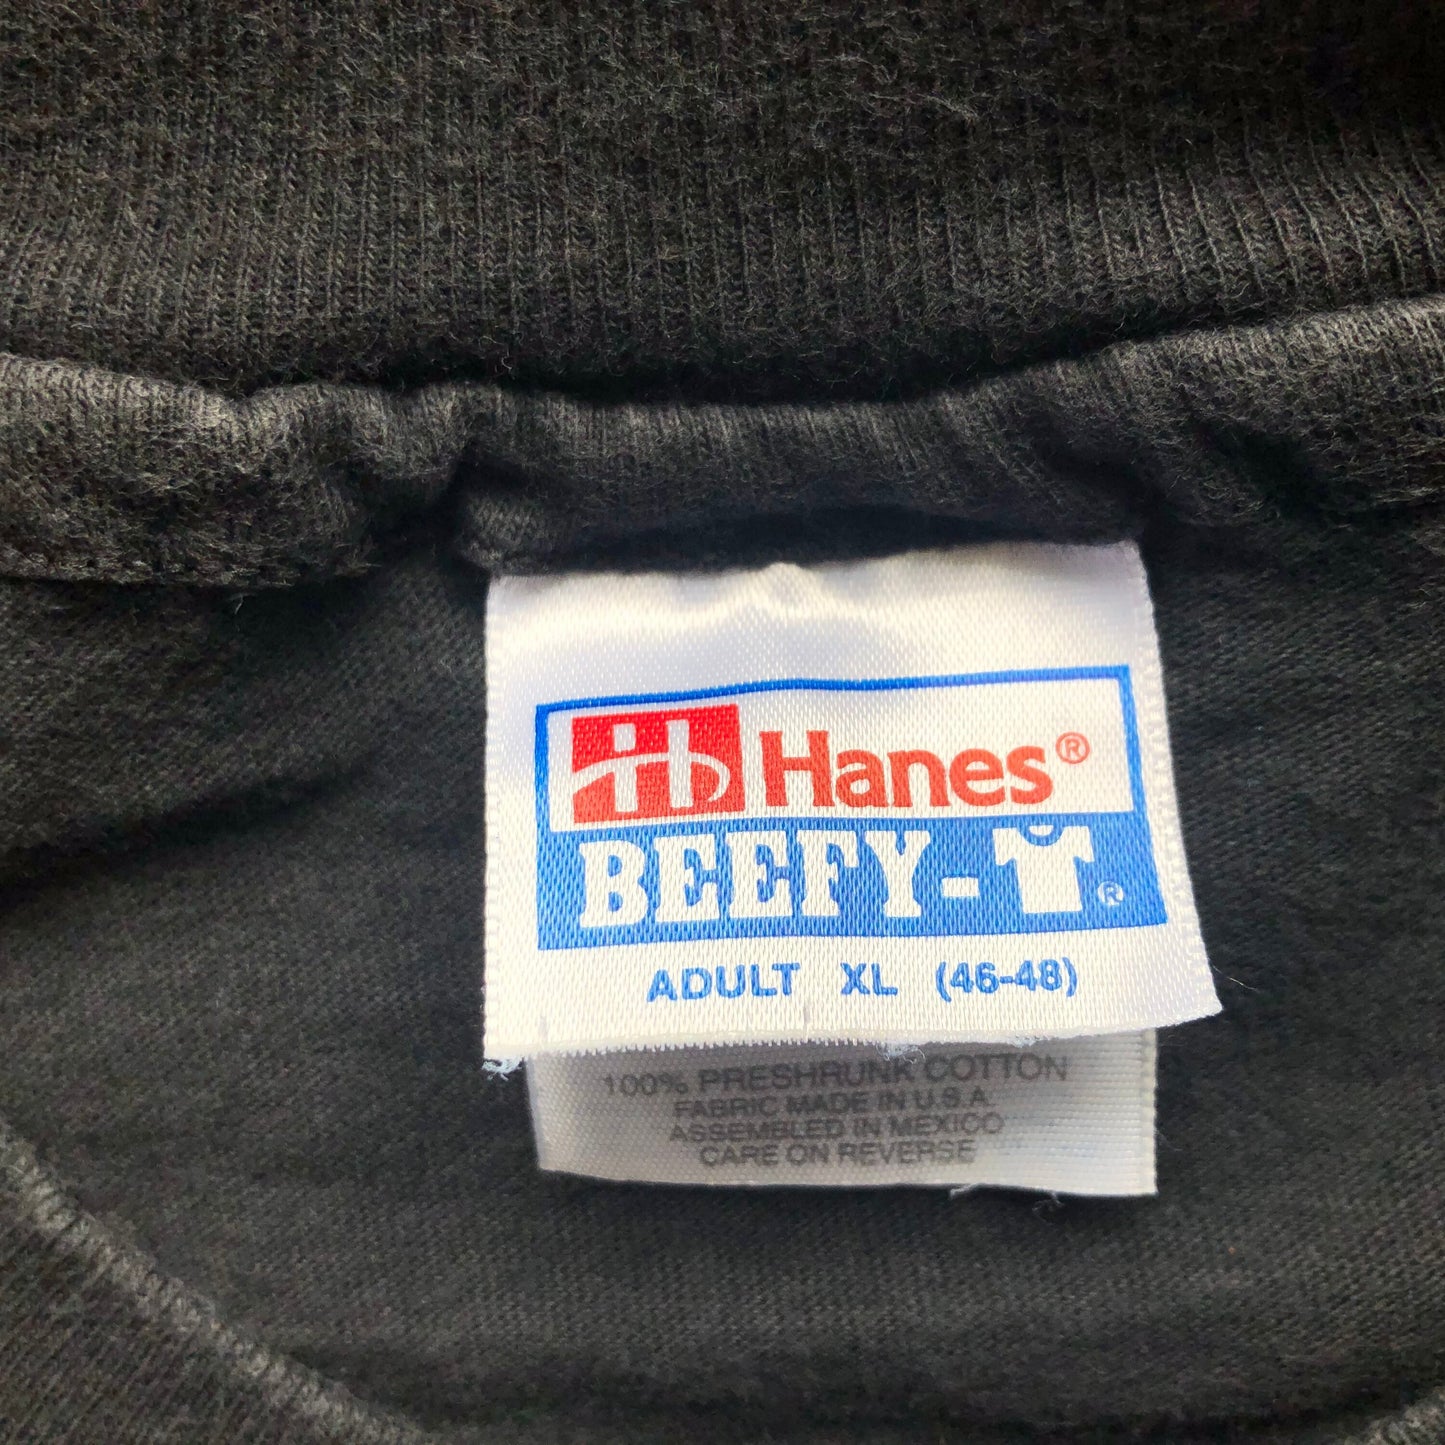 Hanes®
BEEFY-T®
ADULT XL (46-48)
100% PRESHRUNK COTTON
FABRIC MADE IN U.S.A.
ASSEMBLED IN MEXICO
CARE ON REVERSE